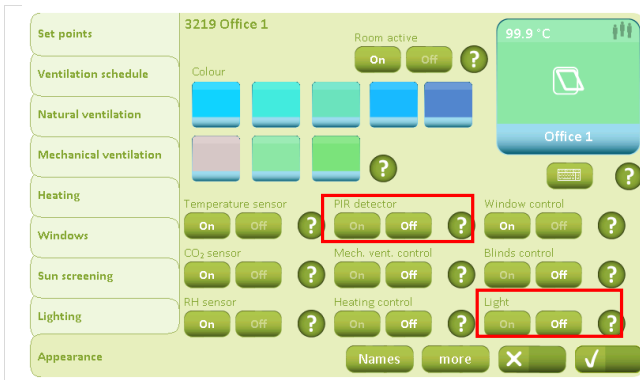 Set points
Ventilation schedule
Natural ventilation
Mechanical ventilation
Heating
Windows
Sun screening
Lighting
Appearance
3219 Office 1
Room active
On Off ?
Colour
?
99.9 °C
Office 1
?
Temperature sensor PIR detector Window control
On Off ? On Off ? On Off ?
CO₂ sensor Mech. vent. control Blinds control
On Off ? On Off ? On Off ?
RH sensor Heating control Light
On Off ? On Off ? On Off ?
Names more